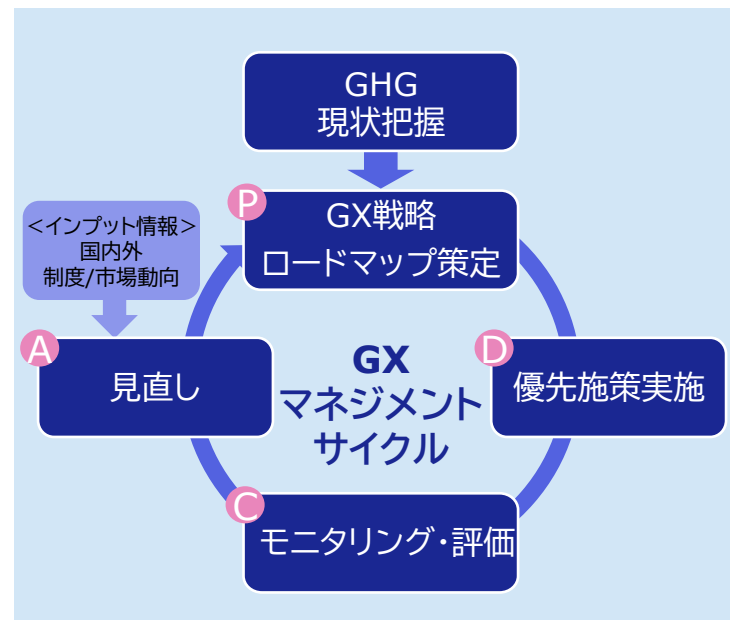 GHG
現状把握
P
GX戦略
ロードマップ策定
＜インプット情報＞
国内外
制度/市場動向
A
見直し
GX
マネジメント
サイクル
D
優先施策実施
C
モニタリング・評価